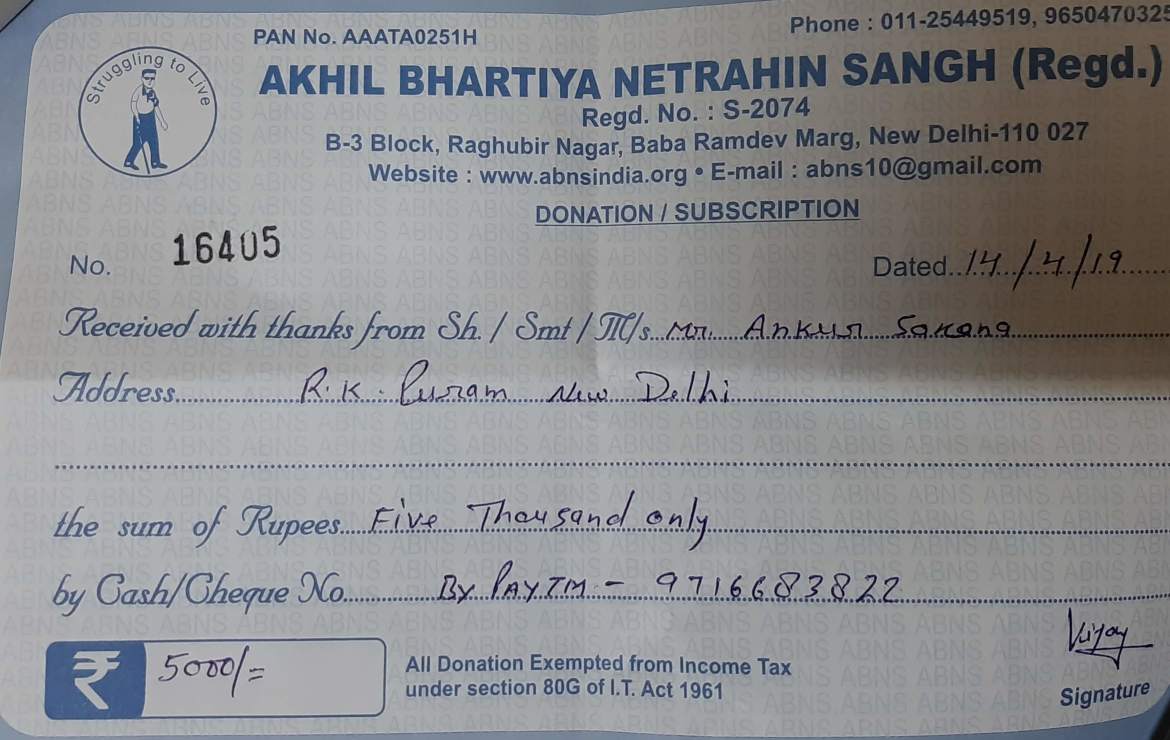 PAN No. AAATA0251H
Phone : 011-25449519, 9650470325
Struggling to Live
AKHIL BHARTIYA NETRAHIN SANGH (Regd.)
Regd. No. : S-2074
B-3 Block, Raghubir Nagar, Baba Ramdev Marg, New Delhi-110 027
Website : www.abnsindia.org • E-mail : abns10@gmail.com
DONATION / SUBSCRIPTION
No. 16405 Dated 14/4/19
Received with thanks from Sh. / Smt / M/s. Mr. Ankur Sarana
Address R.K. Puram New Delhi
the sum of Rupees Five Thousand only
by Cash/Cheque No. By PAYTM - 9716683822
₹ 5000/=
All Donation Exempted from Income Tax
under section 80G of I.T. Act 1961
Vijay
Signature